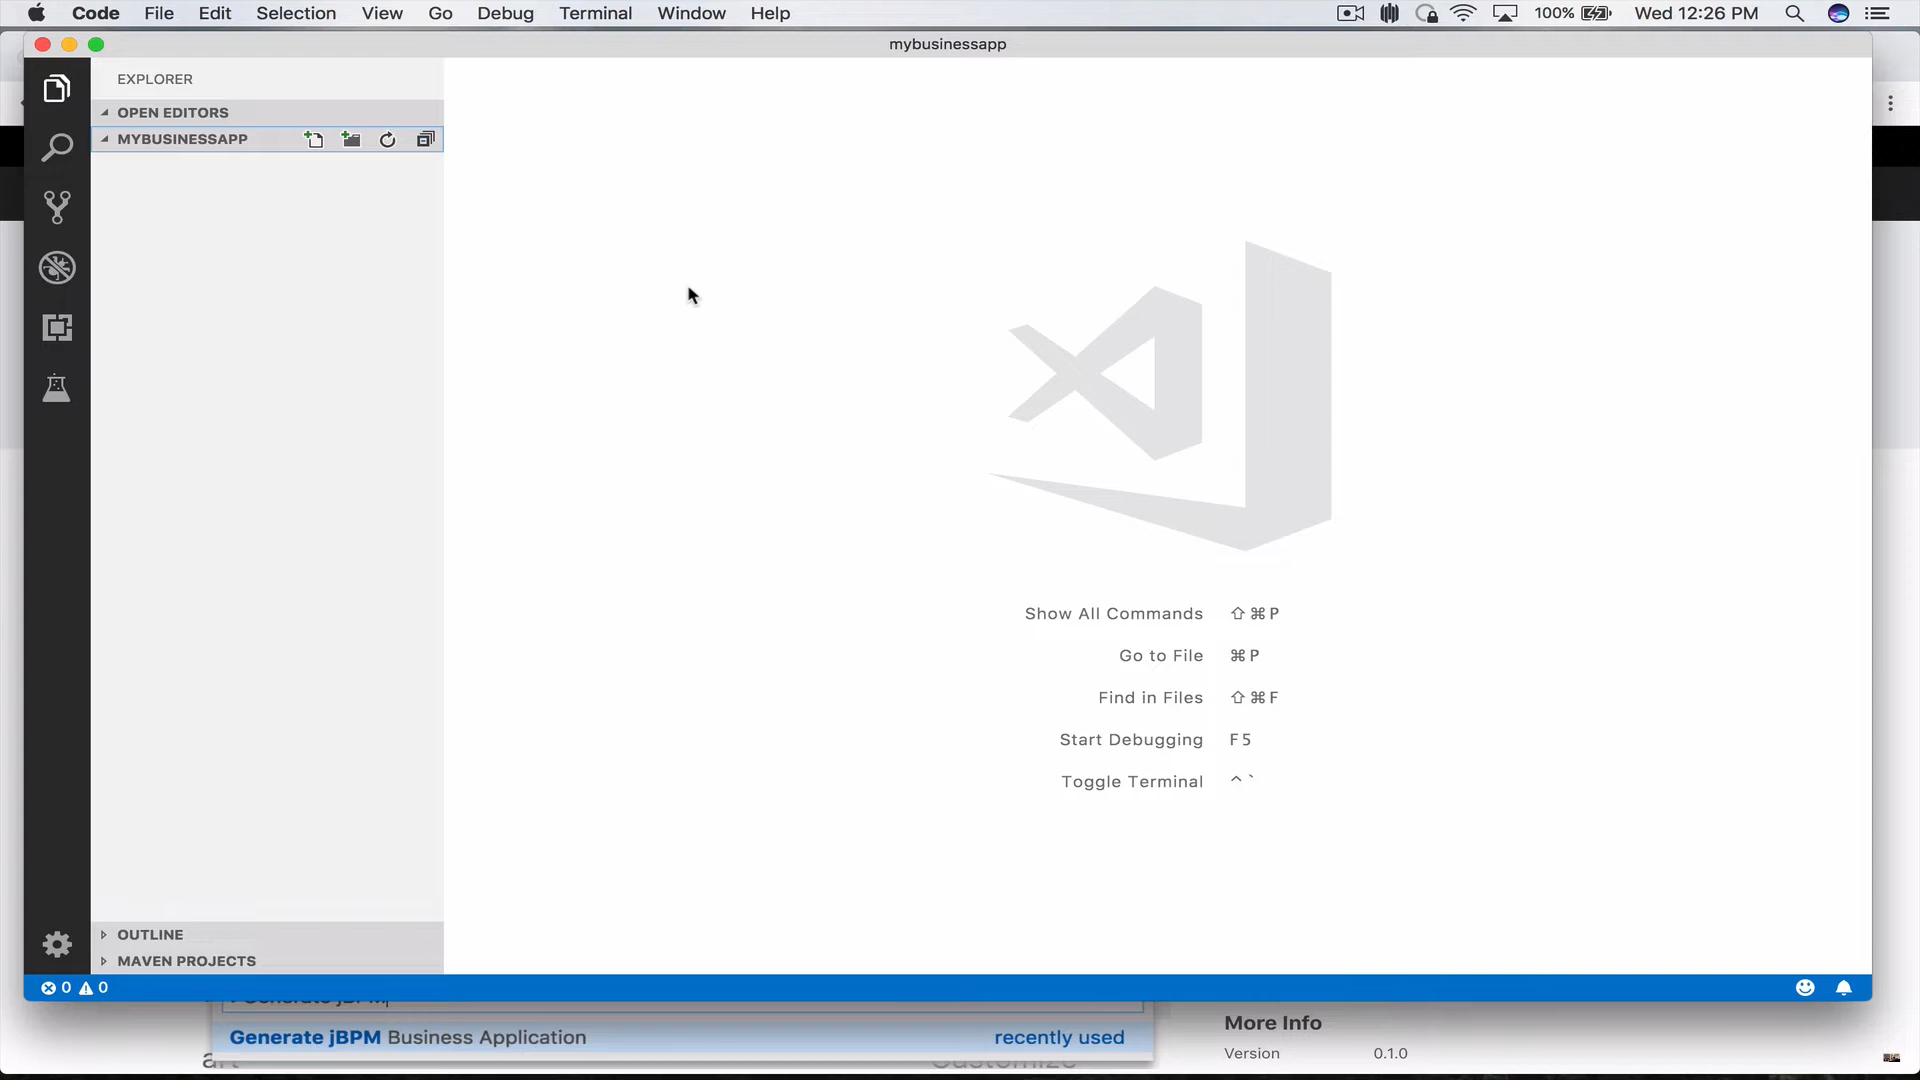 Code File Edit Selection View Go Debug Terminal Window Help 100% Wed 12:26 PM
mybusinessapp
EXPLORER
OPEN EDITORS
MYBUSINESSAPP
Show All Commands ⇧⌘P
Go to File ⌘P
Find in Files ⇧⌘F
Start Debugging F5
Toggle Terminal ^`
OUTLINE
MAVEN PROJECTS
0 0
Generate jBPM Business Application recently used
More Info
Version 0.1.0